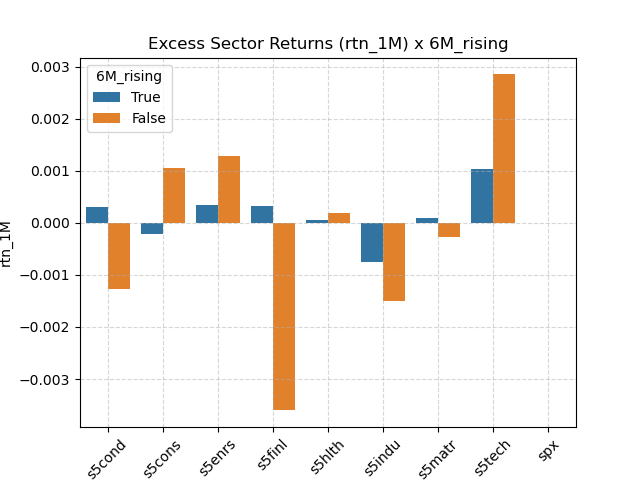 Excess Sector Returns (rtn_1M) x 6M_rising
6M_rising
True
False
0.003
0.002
0.001
0.000
−0.001
−0.002
−0.003
rtn_1M
s5cond
s5cons
s5enrs
s5finl
s5hlth
s5indu
s5matr
s5tech
spx